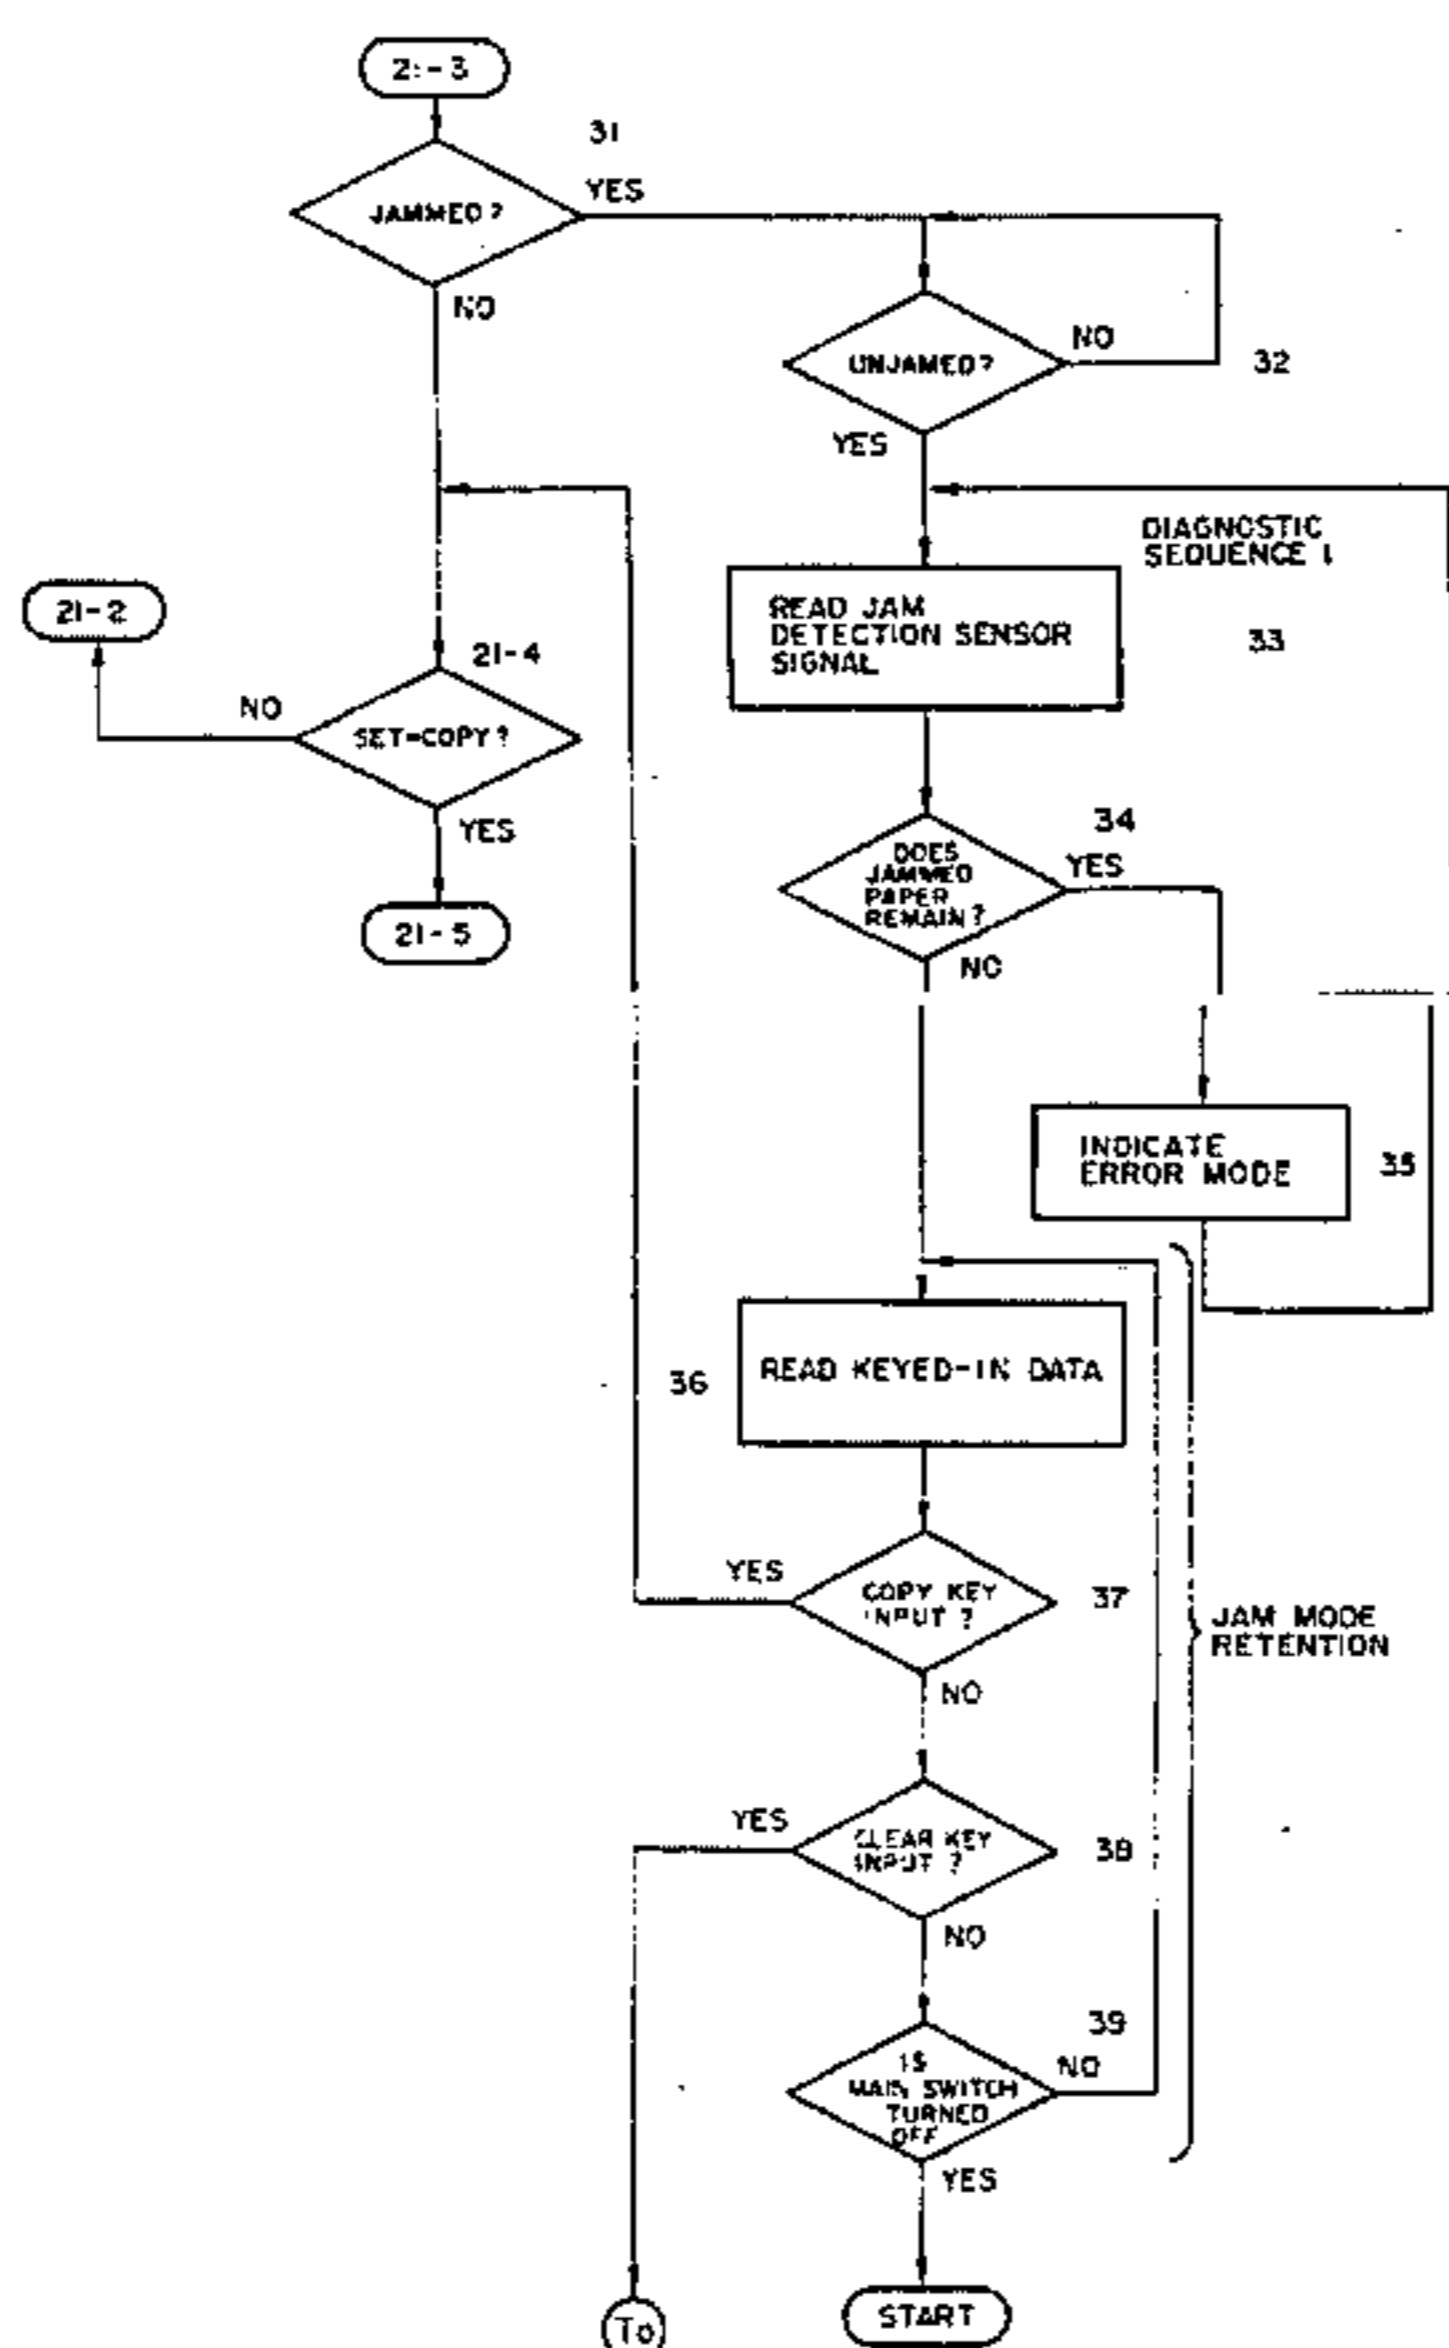 21-3
31
JAMMED?
YES
NO
UNJAMED?
NO
32
YES
DIAGNOSTIC
SEQUENCE 1
READ JAM
DETECTION SENSOR
SIGNAL
33
21-2
21-4
NO
SET=COPY?
YES
21-5
34
DOES
JAMMED
PAPER
REMAIN?
YES
NO
INDICATE
ERROR MODE
35
36
READ KEYED-IN DATA
YES
COPY KEY
INPUT ?
37
NO
JAM MODE
RETENTION
YES
CLEAR KEY
INPUT ?
38
NO
39
IS
MAIN SWITCH
TURNED
OFF
NO
YES
To
START